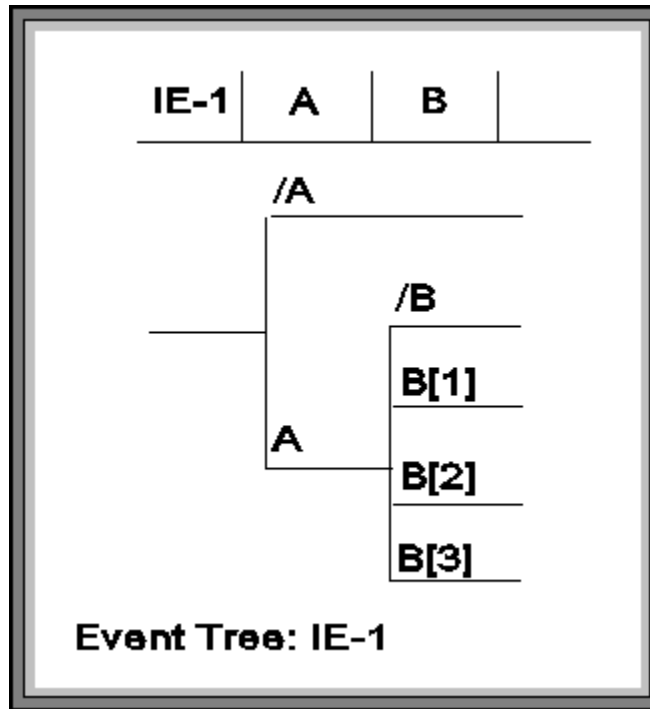 IE-1 A B
/A
/B
B[1]
A
B[2]
B[3]
Event Tree: IE-1